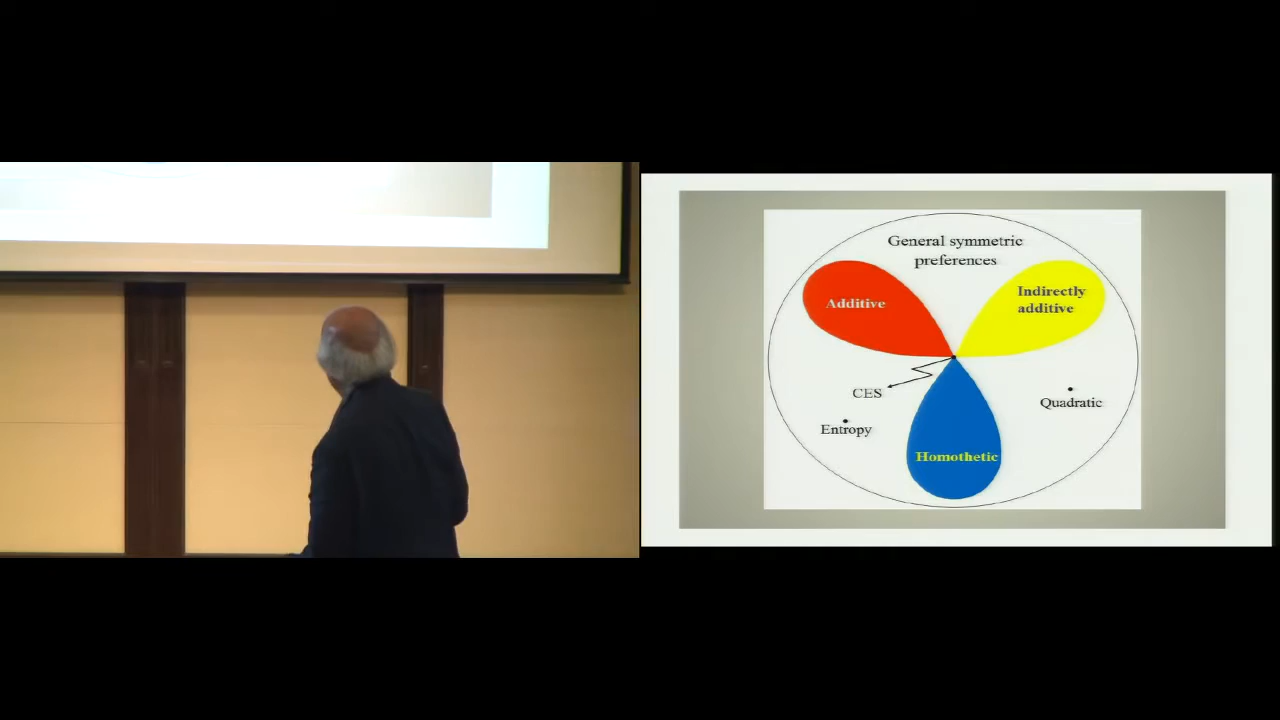 General symmetric
preferences
Additive
Indirectly
additive
CES
Quadratic
Entropy
Homothetic